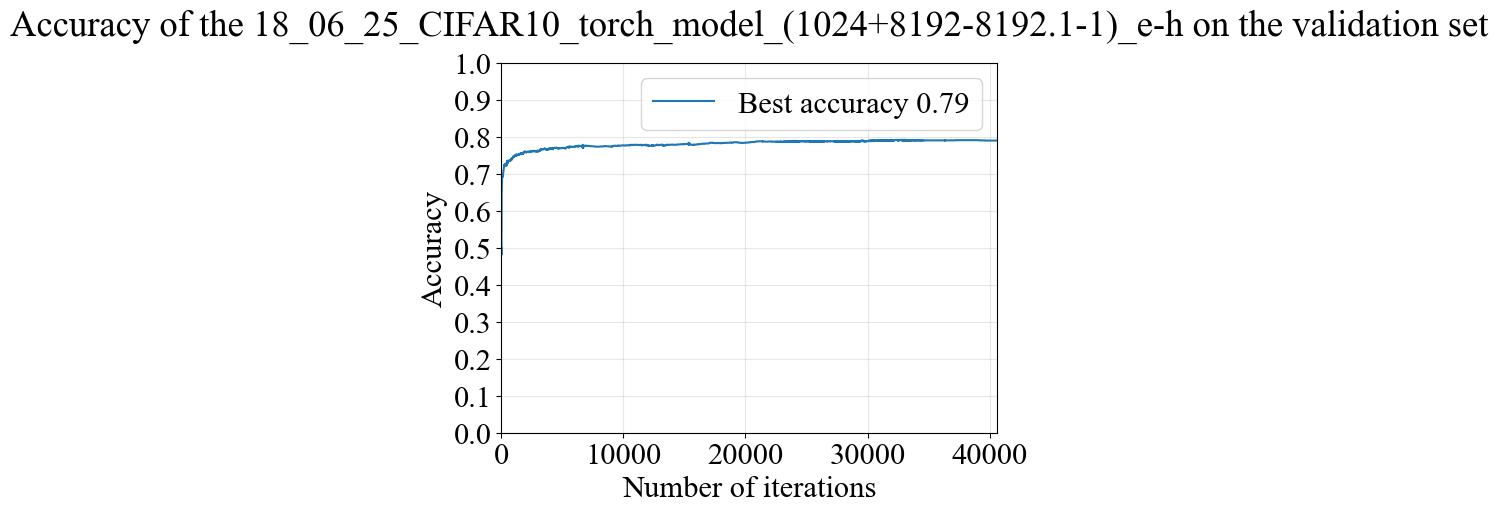 Accuracy of the 18_06_25_CIFAR10_torch_model_(1024+8192-8192.1-1)_e-h on the validation set
1.0
Best accuracy 0.79
0.9
0.8
0.7
0.6
0.5
0.4
0.3
0.2
0.1
0.0
Accuracy
0 10000 20000 30000 40000
Number of iterations